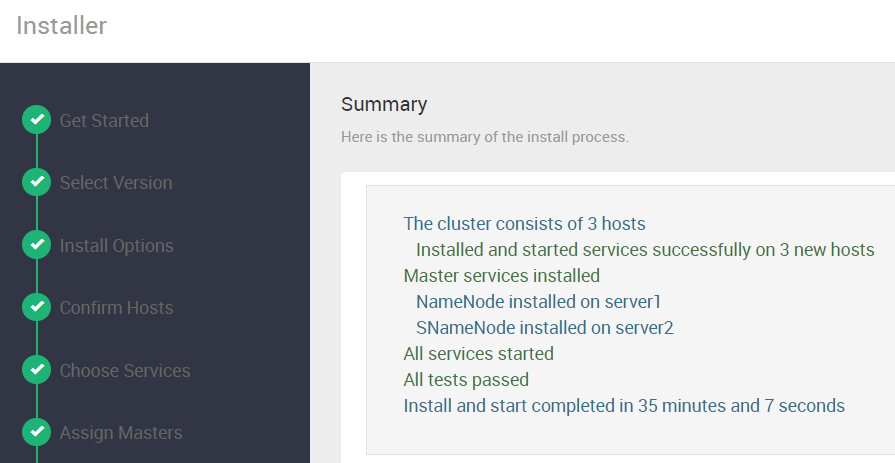 Installer
Get Started
Select Version
Install Options
Confirm Hosts
Choose Services
Assign Masters
Summary
Here is the summary of the install process.
The cluster consists of 3 hosts
Installed and started services successfully on 3 new hosts
Master services installed
NameNode installed on server1
SNameNode installed on server2
All services started
All tests passed
Install and start completed in 35 minutes and 7 seconds